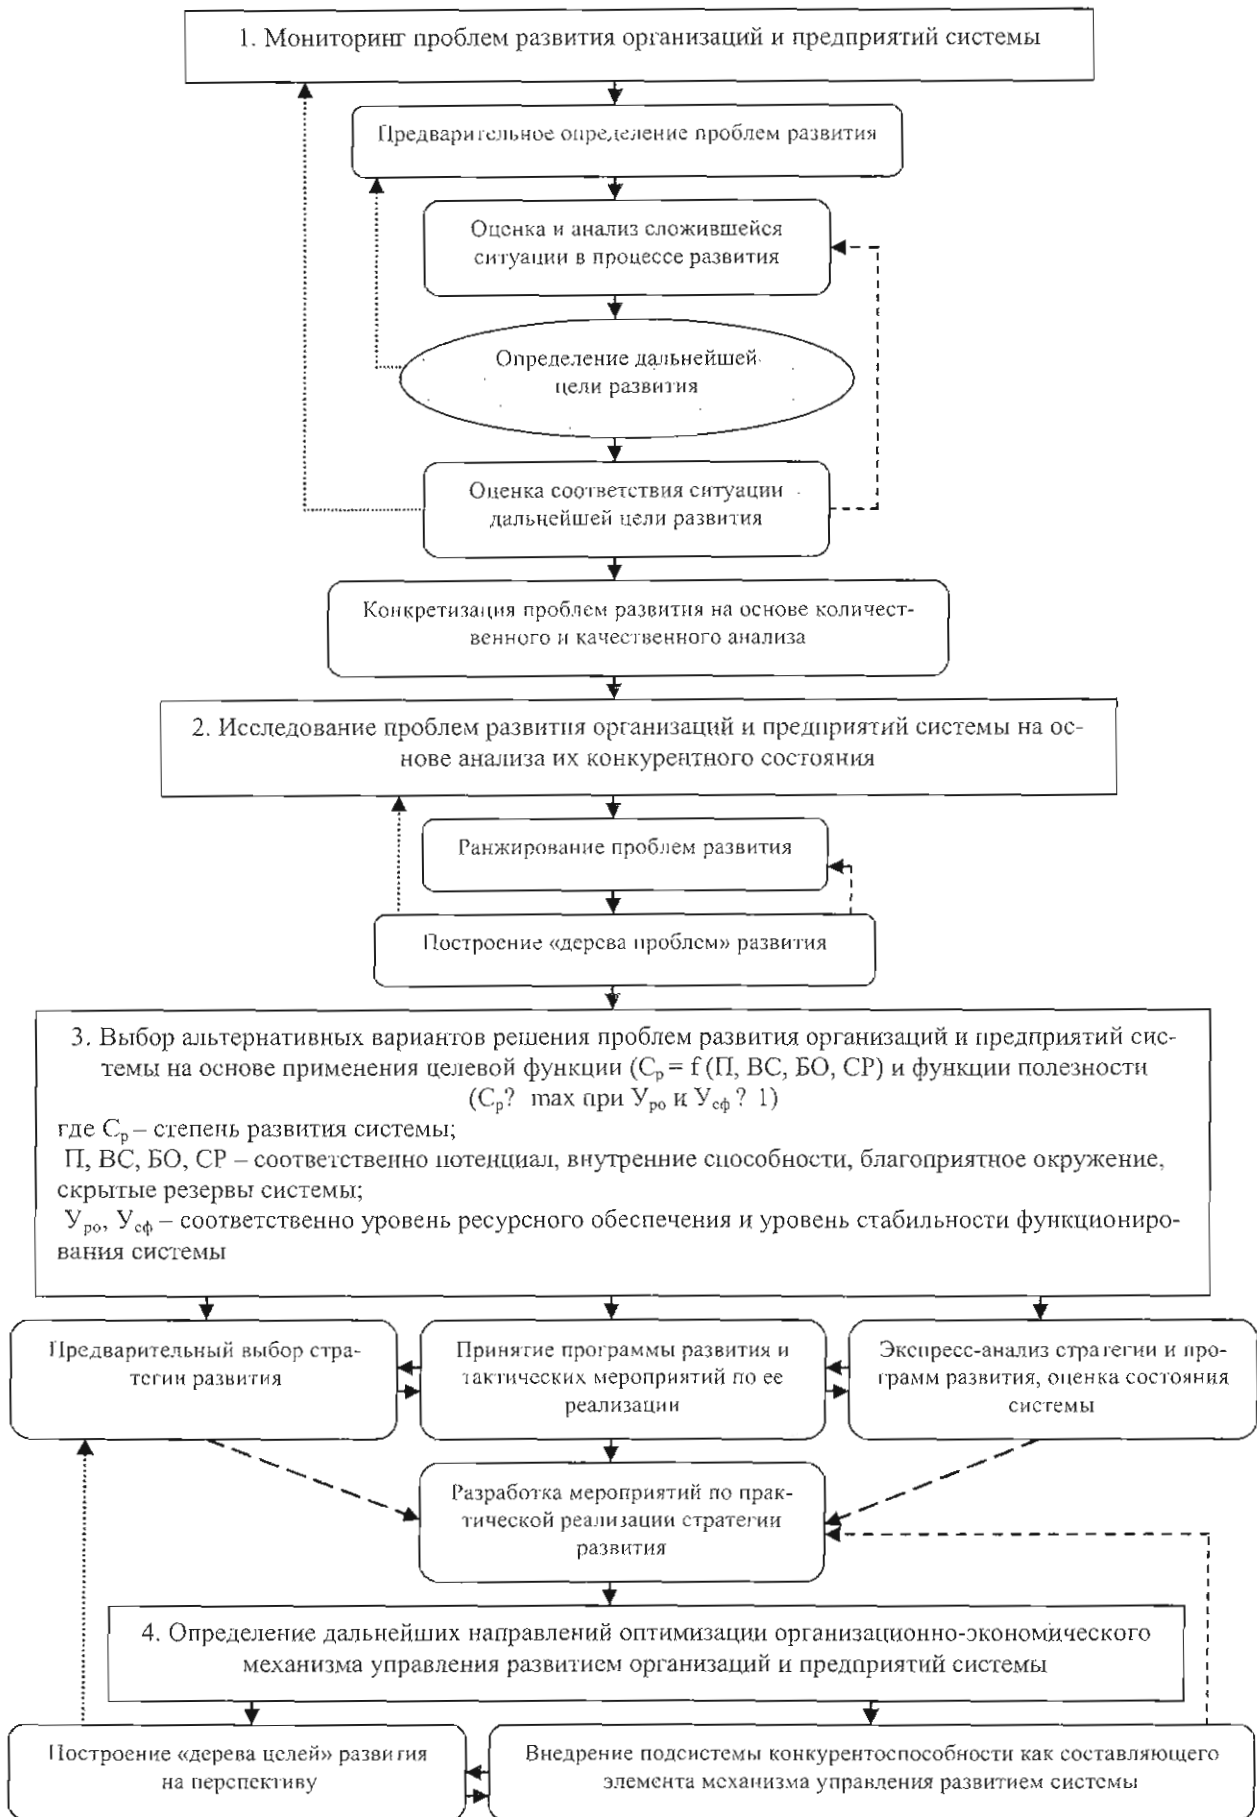 1. Мониторинг проблем развития организаций и предприятий системы
Предварительное определение проблем развития
Оценка и анализ сложившейся
ситуации в процессе развития
Определение дальнейшей
цели развития
Оценка соответствия ситуации
дальнейшей цели развития
Конкретизация проблем развития на основе количест-
венного и качественного анализа
2. Исследование проблем развития организаций и предприятий системы на ос-
нове анализа их конкурентного состояния
Ранжирование проблем развития
Построение «дерева проблем» развития
3. Выбор альтернативных вариантов решения проблем развития организаций и предприятий сис-
темы на основе применения целевой функции (Cр = f (П, ВС, БО, СР) и функции полезности
(Cр? max при Уро и Усф ? 1)
где Ср – степень развития системы;
П, ВС, БО, СР – соответственно потенциал, внутренние способности, благоприятное окружение,
скрытые резервы системы;
Уро, Усф – соответственно уровень ресурсного обеспечения и уровень стабильности функциониро-
вания системы
Предварительный выбор стра-
тегии развития
Принятие программы развития и
тактических мероприятий по ее
реализации
Экспресс-анализ стратегии и про-
грамм развития, оценка состояния
системы
Разработка мероприятий по прак-
тической реализации стратегии
развития
4. Определение дальнейших направлений оптимизации организационно-экономического
механизма управления развитием организаций и предприятий системы
Построение «дерева целей» развития
на перспективу
Внедрение подсистемы конкурентоспособности как составляющего
элемента механизма управления развитием системы